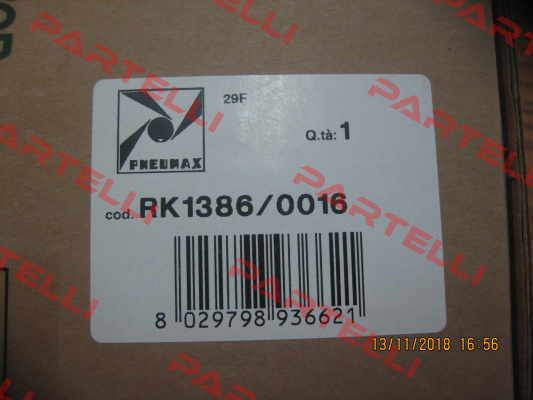 29F
Q.tà: 1
PNEUMAX
cod. RK1386/0016
8 029798 936621
13/11/2018 16:56
PARTELLI
PARTELLI
PARTELLI
PARTELLI
PARTELLI
PARTELLI